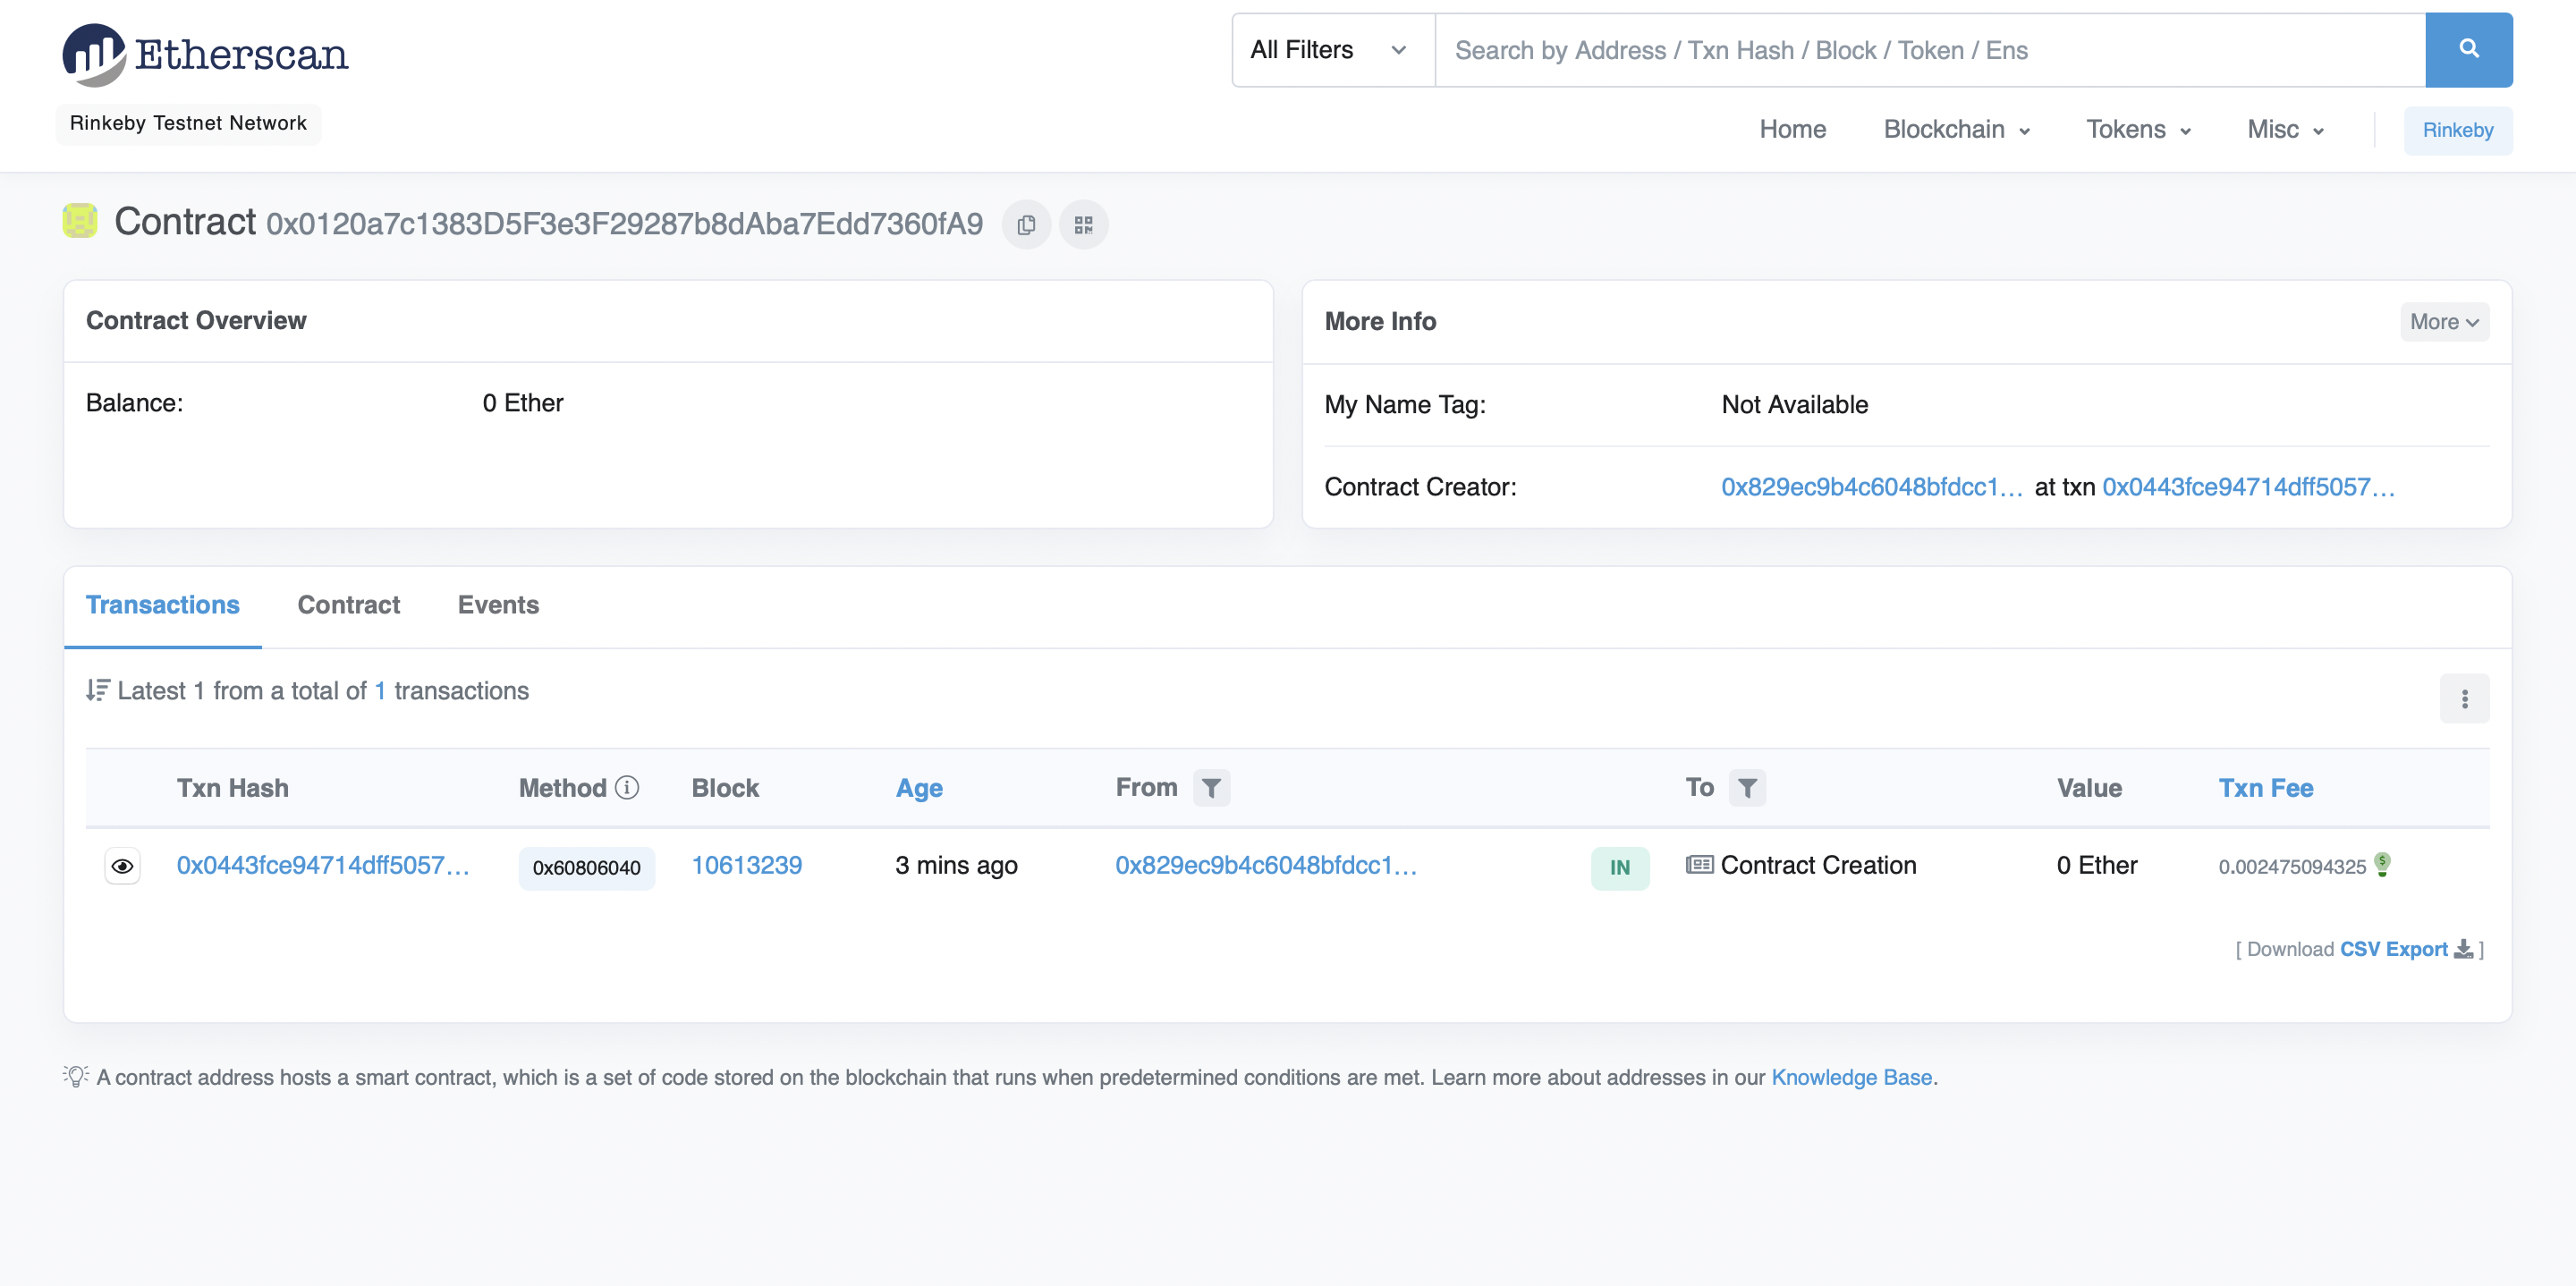 Etherscan
All Filters
Search by Address / Txn Hash / Block / Token / Ens
Rinkeby Testnet Network
Home Blockchain Tokens Misc Rinkeby
Contract 0x0120a7c1383D5F3e3F29287b8dAba7Edd7360fA9
Contract Overview
Balance: 0 Ether
More Info More
My Name Tag: Not Available
Contract Creator: 0x829ec9b4c6048bfdcc1... at txn 0x0443fce94714dff5057...
Transactions Contract Events
Latest 1 from a total of 1 transactions
Txn Hash Method Block Age From To Value Txn Fee
0x0443fce94714dff5057... 0x60806040 10613239 3 mins ago 0x829ec9b4c6048bfdcc1... IN Contract Creation 0 Ether 0.002475094325
[ Download CSV Export ]
A contract address hosts a smart contract, which is a set of code stored on the blockchain that runs when predetermined conditions are met. Learn more about addresses in our Knowledge Base.